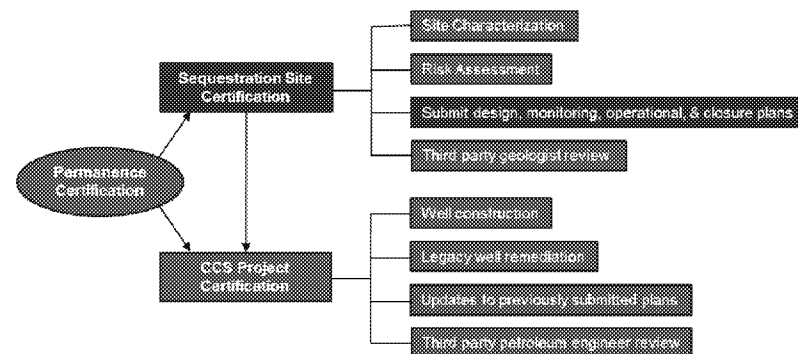 Permanence
Certification
Sequestration Site
Certification
Site Characterization
Risk Assessment
Submit design, monitoring, operational, & closure plans
Third party geologist review
CCS Project
Certification
Well construction
Legacy well remediation
Updates to previously submitted plans
Third party petroleum engineer review